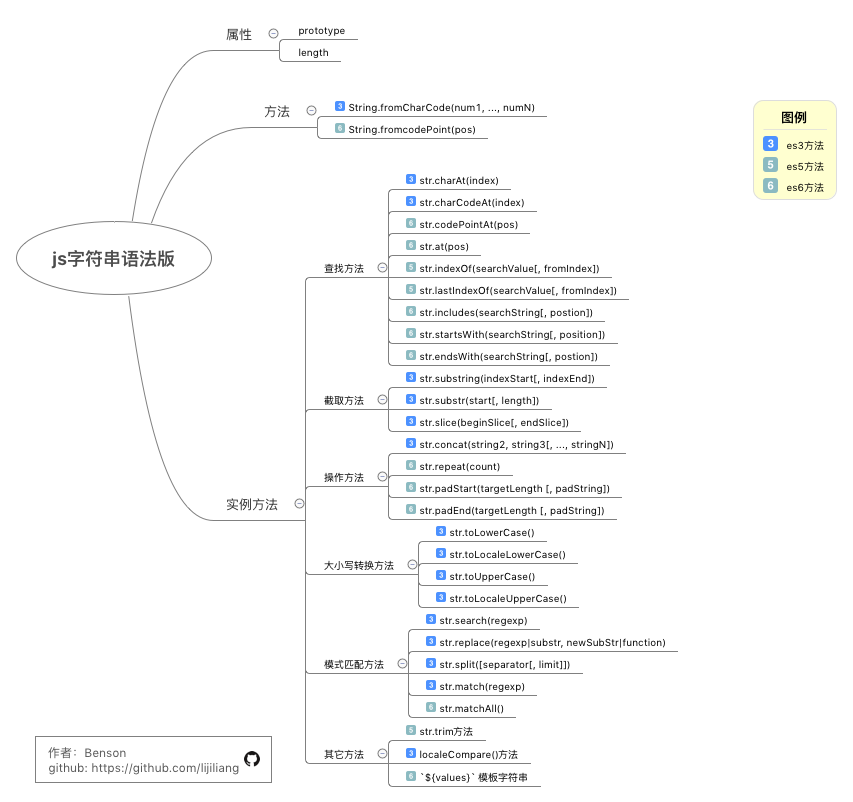 属性
prototype
length
方法
3 String.fromCharCode(num1, ..., numN)
6 String.fromcodePoint(pos)
图例
3 es3方法
5 es5方法
6 es6方法
js字符串语法版
实例方法
查找方法
3 str.charAt(index)
3 str.charCodeAt(index)
6 str.codePointAt(pos)
6 str.at(pos)
5 str.indexOf(searchValue[, fromIndex])
5 str.lastIndexOf(searchValue[, fromIndex])
6 str.includes(searchString[, postion])
6 str.startsWith(searchString[, position])
6 str.endsWith(searchString[, postion])
截取方法
3 str.substring(indexStart[, indexEnd])
3 str.substr(start[, length])
3 str.slice(beginSlice[, endSlice])
操作方法
3 str.concat(string2, string3[, ..., stringN])
6 str.repeat(count)
6 str.padStart(targetLength [, padString])
6 str.padEnd(targetLength [, padString])
大小写转换方法
3 str.toLowerCase()
3 str.toLocaleLowerCase()
3 str.toUpperCase()
3 str.toLocaleUpperCase()
模式匹配方法
3 str.search(regexp)
3 str.replace(regexp|substr, newSubStr|function)
3 str.split([separator[, limit]])
3 str.match(regexp)
6 str.matchAll()
其它方法
5 str.trim方法
3 localeCompare()方法
6 `${values}` 模板字符串
作者：Benson
github: https://github.com/lijiliang